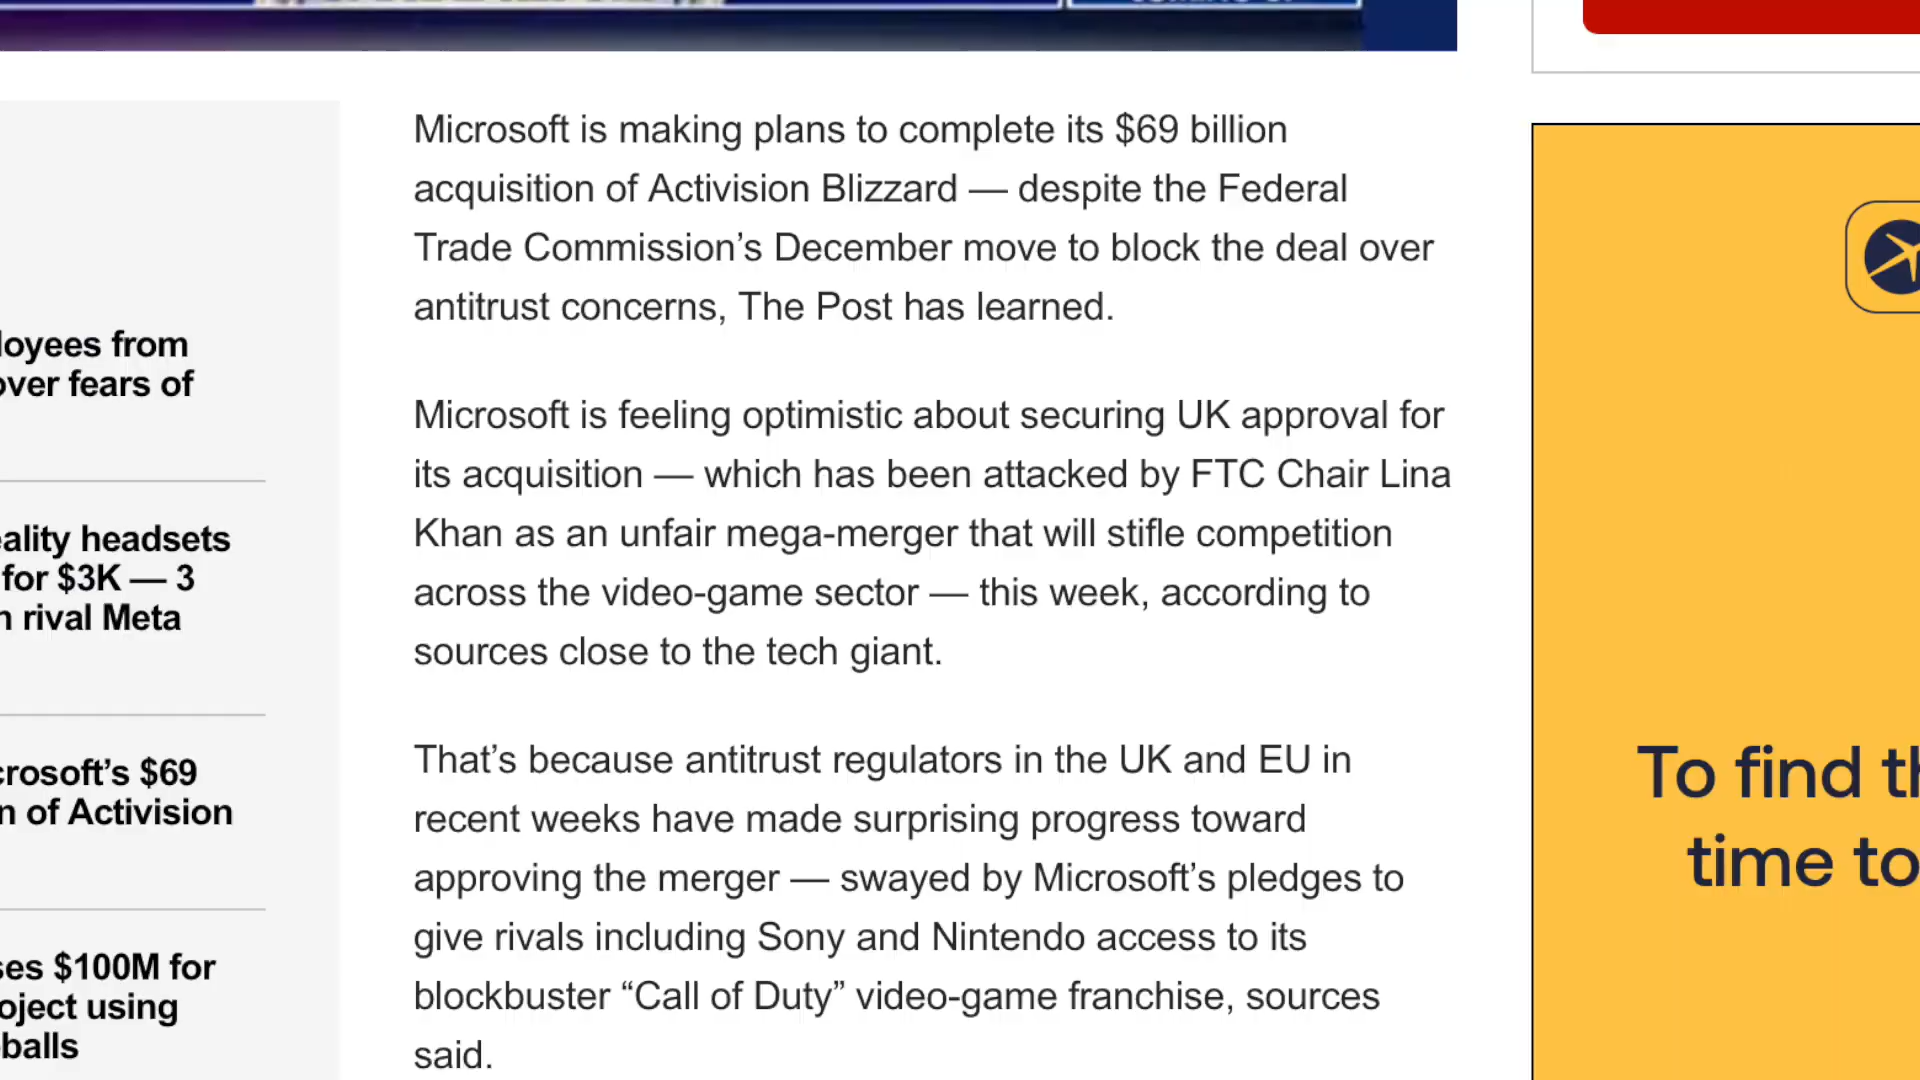 Microsoft is making plans to complete its $69 billion
acquisition of Activision Blizzard — despite the Federal
Trade Commission’s December move to block the deal over
antitrust concerns, The Post has learned.
Microsoft is feeling optimistic about securing UK approval for
its acquisition — which has been attacked by FTC Chair Lina
Khan as an unfair mega-merger that will stifle competition
across the video-game sector — this week, according to
sources close to the tech giant.
That’s because antitrust regulators in the UK and EU in
recent weeks have made surprising progress toward
approving the merger — swayed by Microsoft’s pledges to
give rivals including Sony and Nintendo access to its
blockbuster “Call of Duty” video-game franchise, sources
said.
loyees from
over fears of
eality headsets
for $3K — 3
n rival Meta
crosoft’s $69
n of Activision
ses $100M for
oject using
balls
To find th
time to